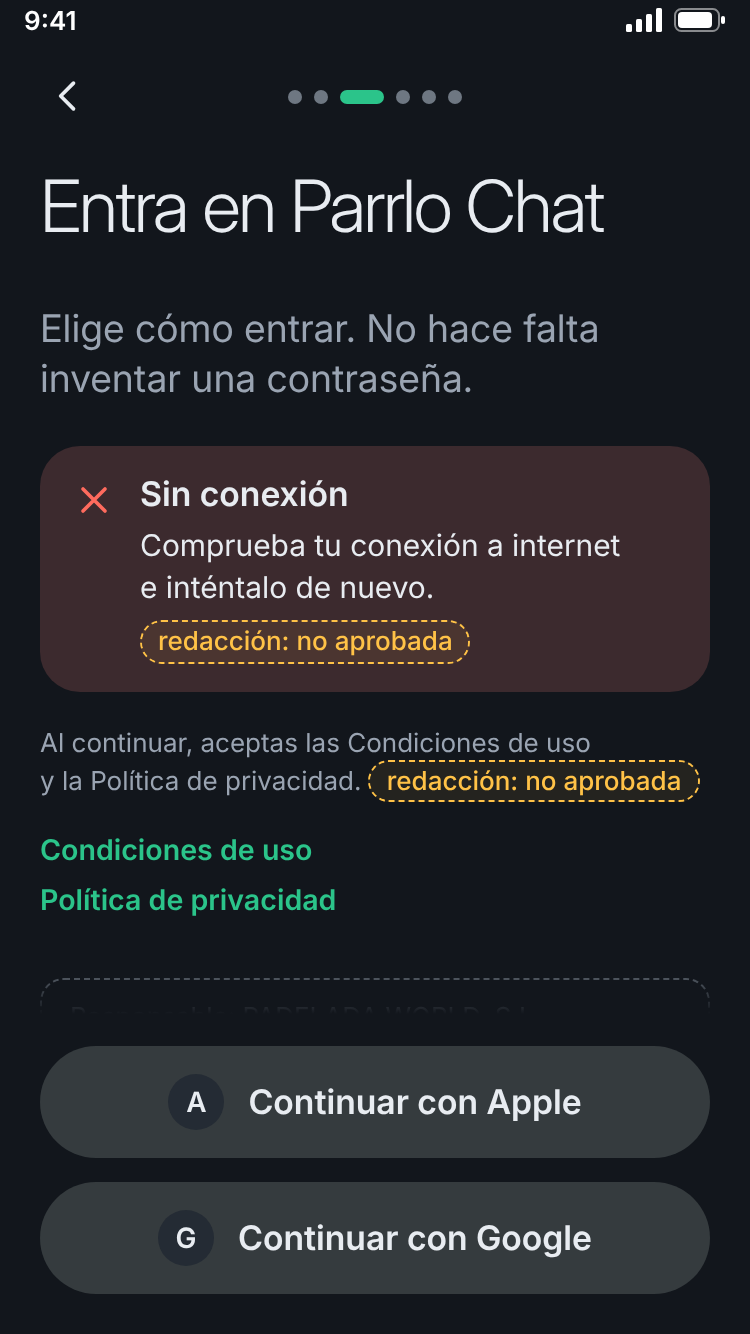 9:41
Entra en Parrlo Chat
Elige cómo entrar. No hace falta
inventar una contraseña.
Sin conexión
Comprueba tu conexión a internet
e inténtalo de nuevo.
redacción: no aprobada
Al continuar, aceptas las Condiciones de uso
y la Política de privacidad. redacción: no aprobada
Condiciones de uso
Política de privacidad
A Continuar con Apple
G Continuar con Google